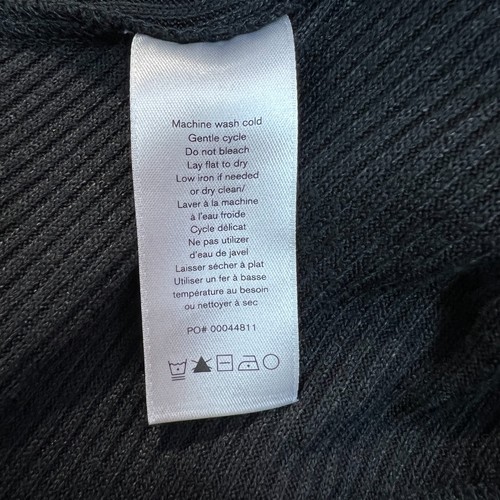 Machine wash cold
Gentle cycle
Do not bleach
Lay flat to dry
Low iron if needed
or dry clean/
Laver à la machine
à l'eau froide
Cycle délicat
Ne pas utiliser
d'eau de javel
Laisser sécher à plat
Utiliser un fer à basse
température au besoin
ou nettoyer à sec
PO# 00044811